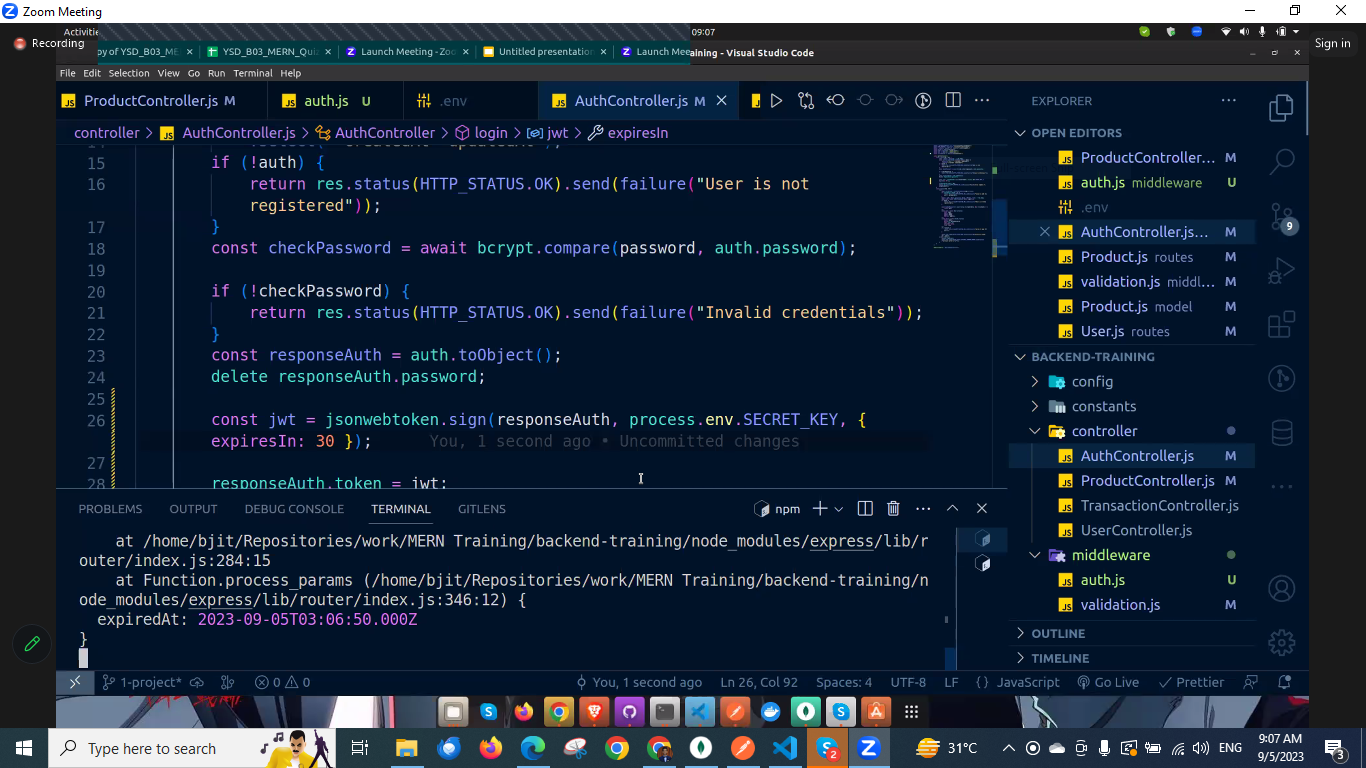 Zoom Meeting
Activitie
09:07
Recording
py of YSD_B03_ME
YSD_B03_MERN_Qui
Launch Meeting - Zoo
Untitled presentation
Launch Mee
aining - Visual Studio Code
Sign in
File Edit Selection View Go Run Terminal Help
ProductController.js M
auth.js U
.env
AuthController.js M
EXPLORER
controller > AuthController.js > AuthController > login > jwt > expiresIn
15 if (!auth) {
16 return res.status(HTTP_STATUS.OK).send(failure("User is not
registered"));
17 }
18 const checkPassword = await bcrypt.compare(password, auth.password);
19
20 if (!checkPassword) {
21 return res.status(HTTP_STATUS.OK).send(failure("Invalid credentials"));
22 }
23 const responseAuth = auth.toObject();
24 delete responseAuth.password;
25
26 const jwt = jsonwebtoken.sign(responseAuth, process.env.SECRET_KEY, {
expiresIn: 30 }); You, 1 second ago • Uncommitted changes
27
28 responseAuth.token = jwt;
OPEN EDITORS
ProductController... M
auth.js middleware U
.env
AuthController.js... M
Product.js routes M
validation.js middl... M
Product.js model M
User.js routes M
BACKEND-TRAINING
config
constants
controller
AuthController.js M
ProductController.js M
TransactionController.js
UserController.js
middleware
auth.js U
validation.js M
OUTLINE
TIMELINE
9
PROBLEMS OUTPUT DEBUG CONSOLE TERMINAL GITLENS
npm
at /home/bjit/Repositories/work/MERN Training/backend-training/node_modules/express/lib/r
outer/index.js:284:15
at Function.process_params (/home/bjit/Repositories/work/MERN Training/backend-training/n
ode_modules/express/lib/router/index.js:346:12) {
expiredAt: 2023-09-05T03:06:50.000Z
}
1-project* 0 0 You, 1 second ago Ln 26, Col 92 Spaces: 4 UTF-8 LF {} JavaScript Go Live Prettier
Type here to search
2
31°C
ENG
9:07 AM
9/5/2023
3